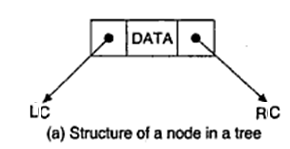 DATA
LC RC
(a) Structure of a node in a tree